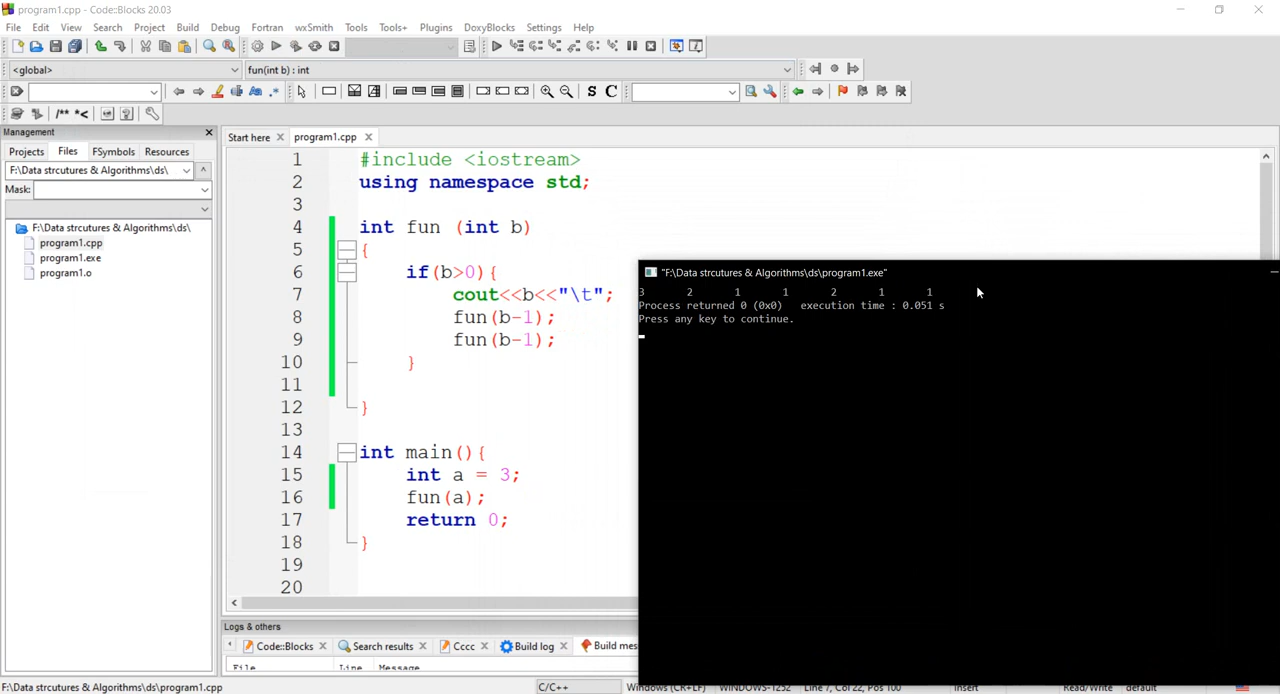 program1.cpp - Code::Blocks 20.03
File Edit View Search Project Build Debug Fortran wxSmith Tools Tools+ Plugins DoxyBlocks Settings Help
<global> fun(int b) : int
S C
/** *<
Management
Projects Files FSymbols Resources
F:\Data strcutures & Algorithms\ds\
Mask:
F:\Data strcutures & Algorithms\ds\
program1.cpp
program1.exe
program1.o
Start here program1.cpp
1 #include <iostream>
2 using namespace std;
3
4 int fun (int b)
5 {
6 if(b>0){
7 cout<<b<<"\t";
8 fun(b-1);
9 fun(b-1);
10 }
11
12 }
13
14 int main(){
15 int a = 3;
16 fun(a);
17 return 0;
18 }
19
20
"F:\Data strcutures & Algorithms\ds\program1.exe"
3 2 1 1 2 1 1
Process returned 0 (0x0) execution time : 0.051 s
Press any key to continue.
Logs & others
Code::Blocks Search results Cccc Build log Build mes
File Line Message
F:\Data strcutures & Algorithms\ds\program1.cpp C/C++ Windows (CR+LF) WINDOWS-1252 Line 7, Col 22, Pos 100 Insert Read/Write default